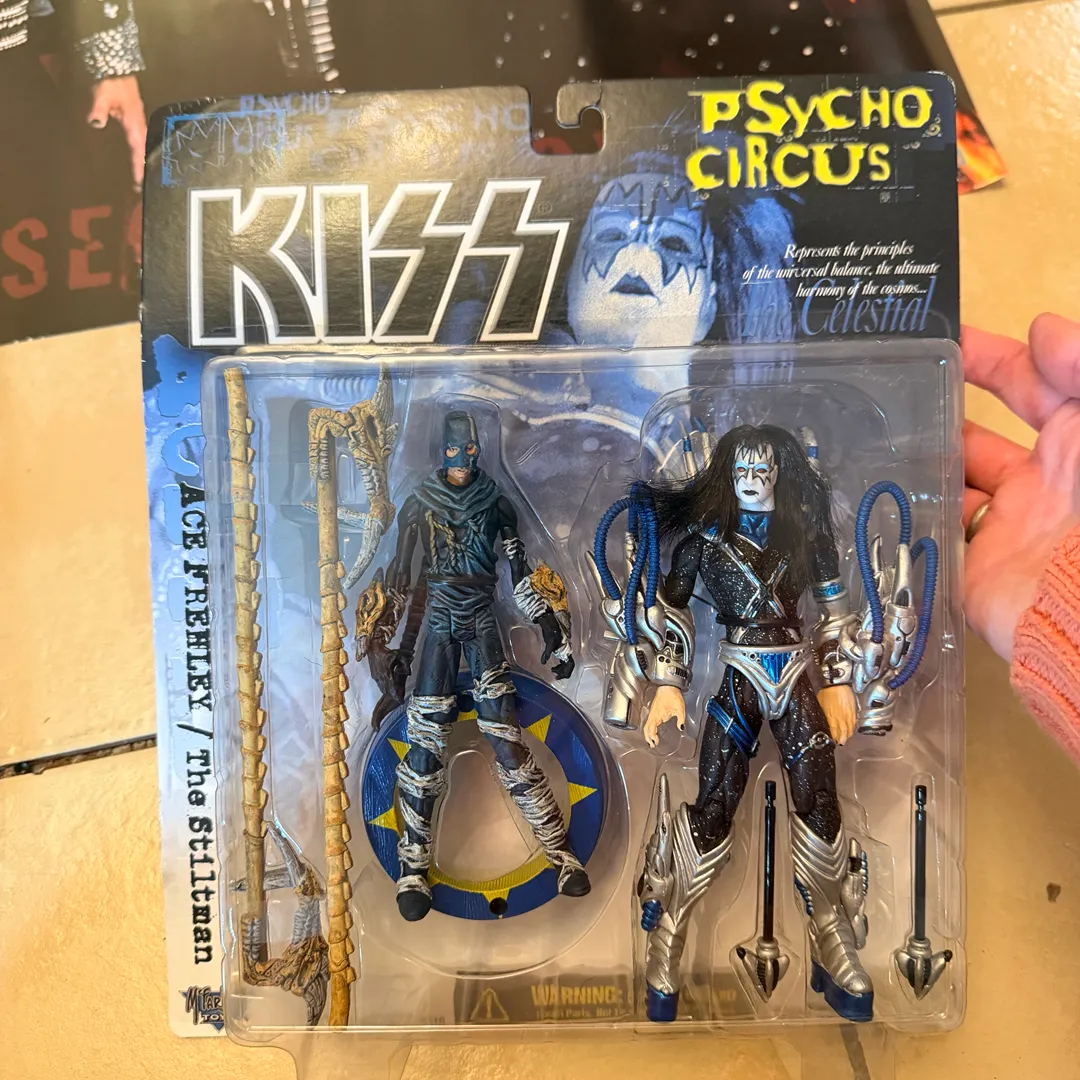 PSYCHO
CIRCUS
KISS
Represents the principles
of the universal balance, the ultimate
harmony of the cosmos...
The Celestial
ACE FREHLEY / The Stiltman
WARNING:
SEA